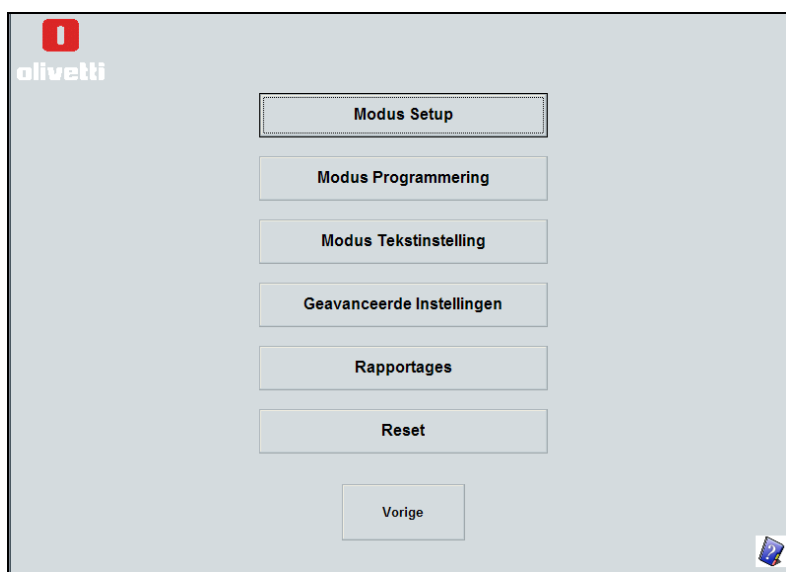 olivetti
Modus Setup
Modus Programmering
Modus Tekstinstelling
Geavanceerde Instellingen
Rapportages
Reset
Vorige
?